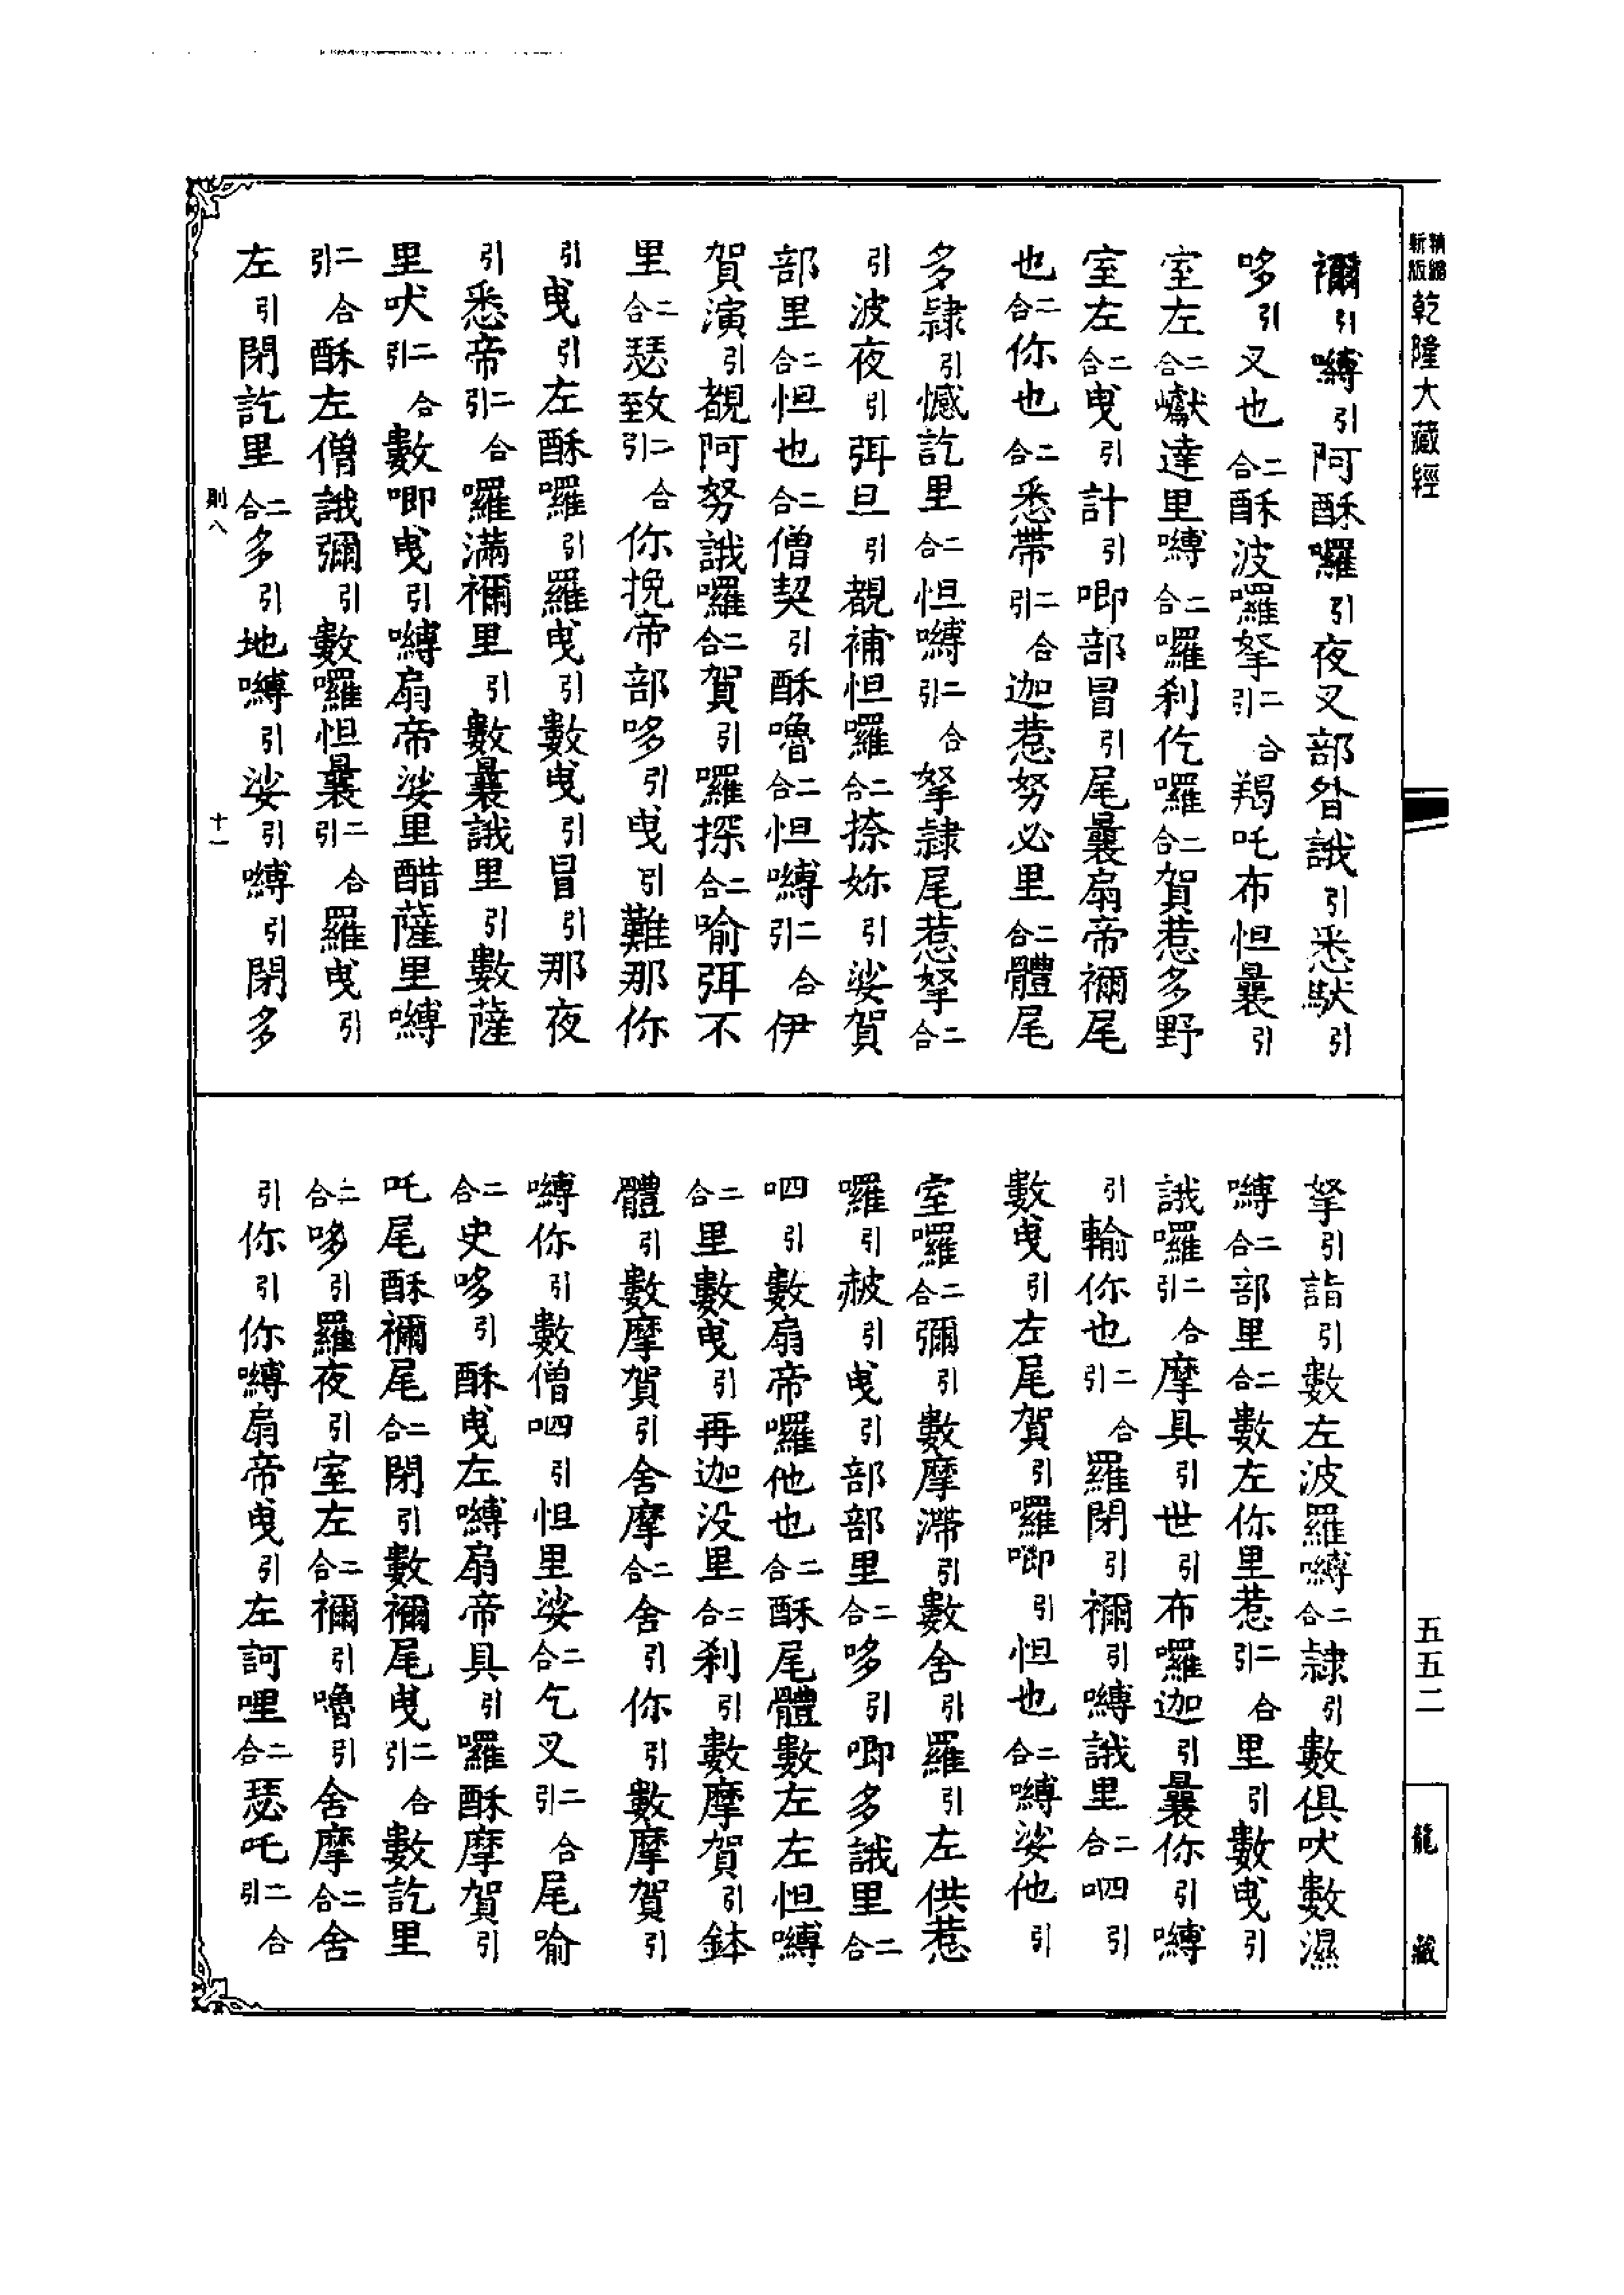 新版精縮乾隆大藏經
禰引嚩引阿酥囉引夜叉部明誐引悉馱引
哆引叉也二合酥波囉拏二合引羯吒布怛曩引
室左二合巘達里嚩二合囉刹仡囉二合賀惹多野
室左二合曳引計引唧部冒引尾曩扇帝禰尾
也二合你也二合悉帶二合引迦惹努必里二合體尾
多隷引憾訖里二合怛嚩二合引拏隷尾惹拏二合
引波夜引弭旦引覩補怛囉二合捺妳引娑賀
部里二合怛也二合僧契引酥嚕二合怛嚩二合引伊
賀演引覩阿努誐囉二合賀引囉探二合喻弭不
里二合瑟致二合引你挽帝部哆引曳引難那你
引曳引左酥囉引羅曳引數曳引冒引那夜
引悉帝二合引囉滿禰里引數曩誐里引數薩
里吠二合引數唧曳引嚩扇帝娑里醋薩里嚩
二合引酥左僧誐彌引數囉怛曩二合引羅曳引
左引閉訖里二合多引地嚩引娑引嚩引閉多
則八
十一
拏引詣引數左波羅嚩二合隷引數俱吠數濕
嚩二合部里二合數左你里惹二合引里引數曳引
誐囉二合引摩具引世引布囉迦引曩你引嚩
引輸你也二合引羅閉引禰引嚩誐里二合呬引
數曳引左尾賀引囉唧引怛也二合嚩娑他引
室囉二合彌引數摩滯引數舍引羅引左供惹
囉引赧引曳引部部里二合哆引唧多誐里二合
呬引數扇帝囉他也二合酥尾體數左左怛嚩
二合里數曳引再迦没里二合刹引數摩賀引鉢
體引數摩賀引舍摩二合舍引你引數摩賀引
嚩你引數僧呬引怛里娑二合乞叉二合引尾喻
二合史哆引酥曳左嚩扇帝具引囉酥摩賀引
吒尾酥禰尾二合閉引數禰尾曳二合引數訖里
二合哆引羅夜引室左二合禰引嚕引舍摩二合舍
引你引你嚩扇帝曳引左訶哩二合瑟吒二合引
五五二
龍藏